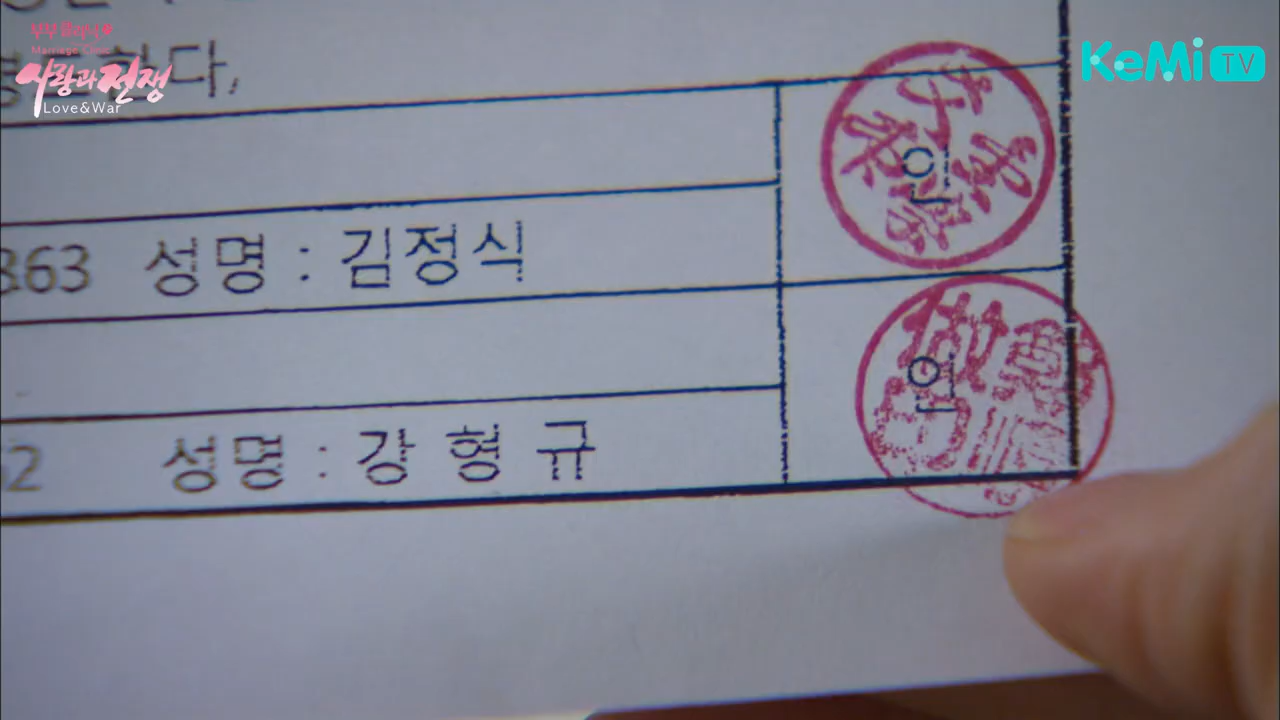 부부클리닉
Marriage Clinic
사랑과 전쟁
Love&War
KeMi TV
한다,
863 성명 : 김정식
인
52 성명 : 강 형 규
인